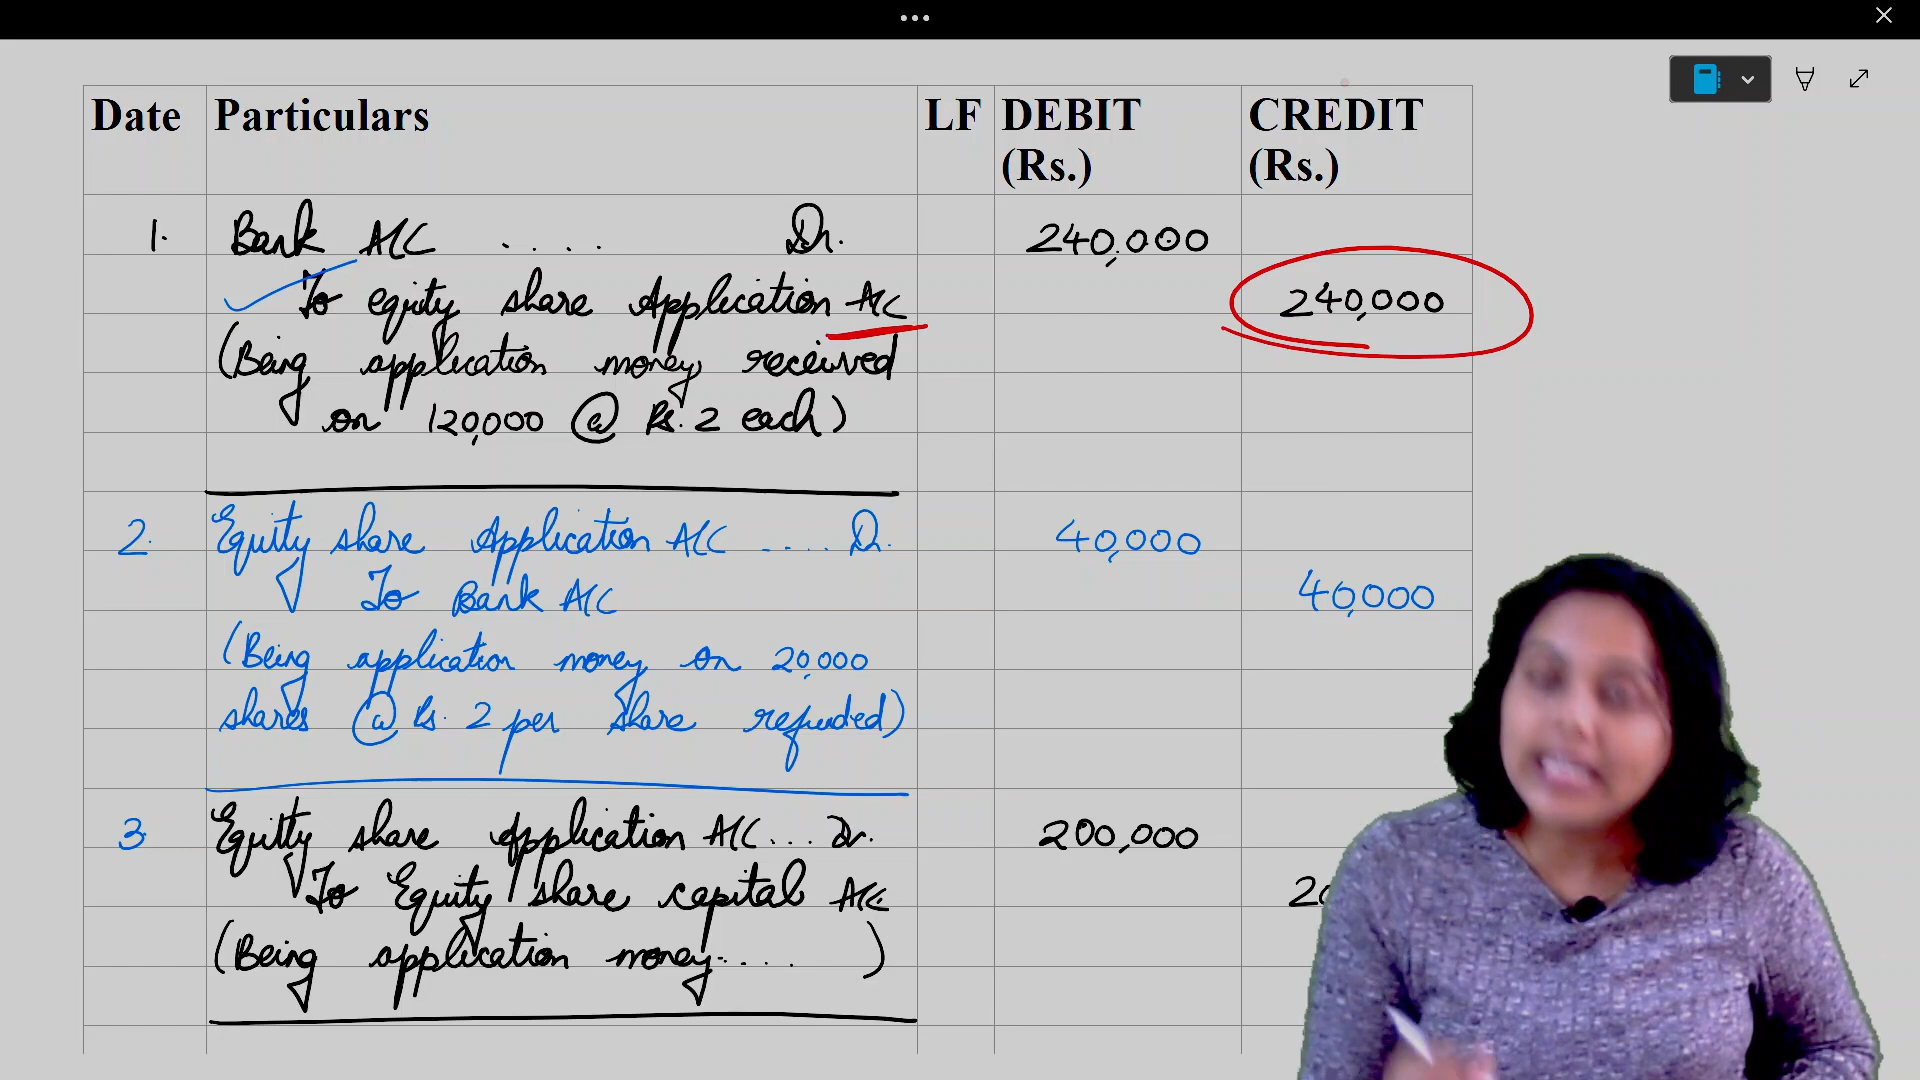 Date Particulars LF DEBIT (Rs.) CREDIT (Rs.)
1. Bank A/C .... Dr. 240,000
To equity share Application A/C 240,000
(Being application money received
on 120,000 @ Rs. 2 each)
2. Equity share Application A/C .... Dr. 40,000
To Bank A/C 40,000
(Being application money on 20,000
shares @ Rs. 2 per share refunded)
3. Equity share Application A/C ... Dr. 200,000
To Equity share capital A/C 20
(Being application money .... )